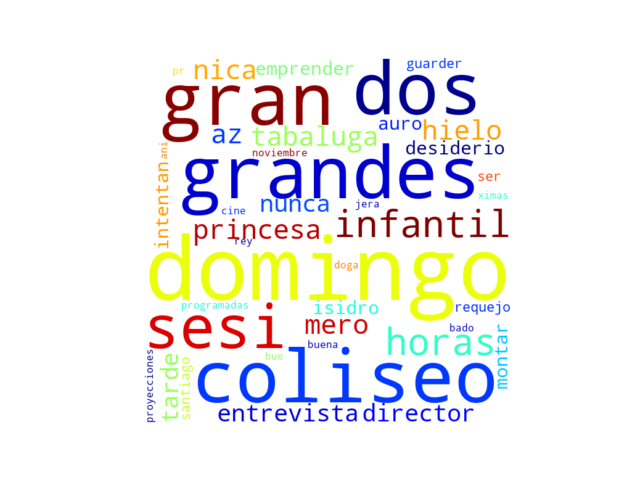 pr nica emprender guarder
gran dos
az tabaluga auro hielo
noviembre desiderio
intentan ani grandes ser
cine nunca jera ximas
princesa rey infantil
domingo
doga
programadas isidro requejo
sesi mero bado
bue buena horas montar
proyecciones tarde santiago coliseo
entrevista director